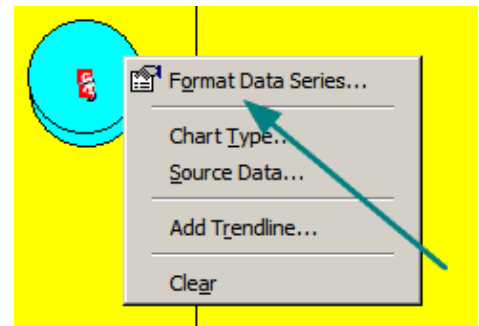 Format Data Series...
Chart Type...
Source Data...
Add Trendline...
Clear